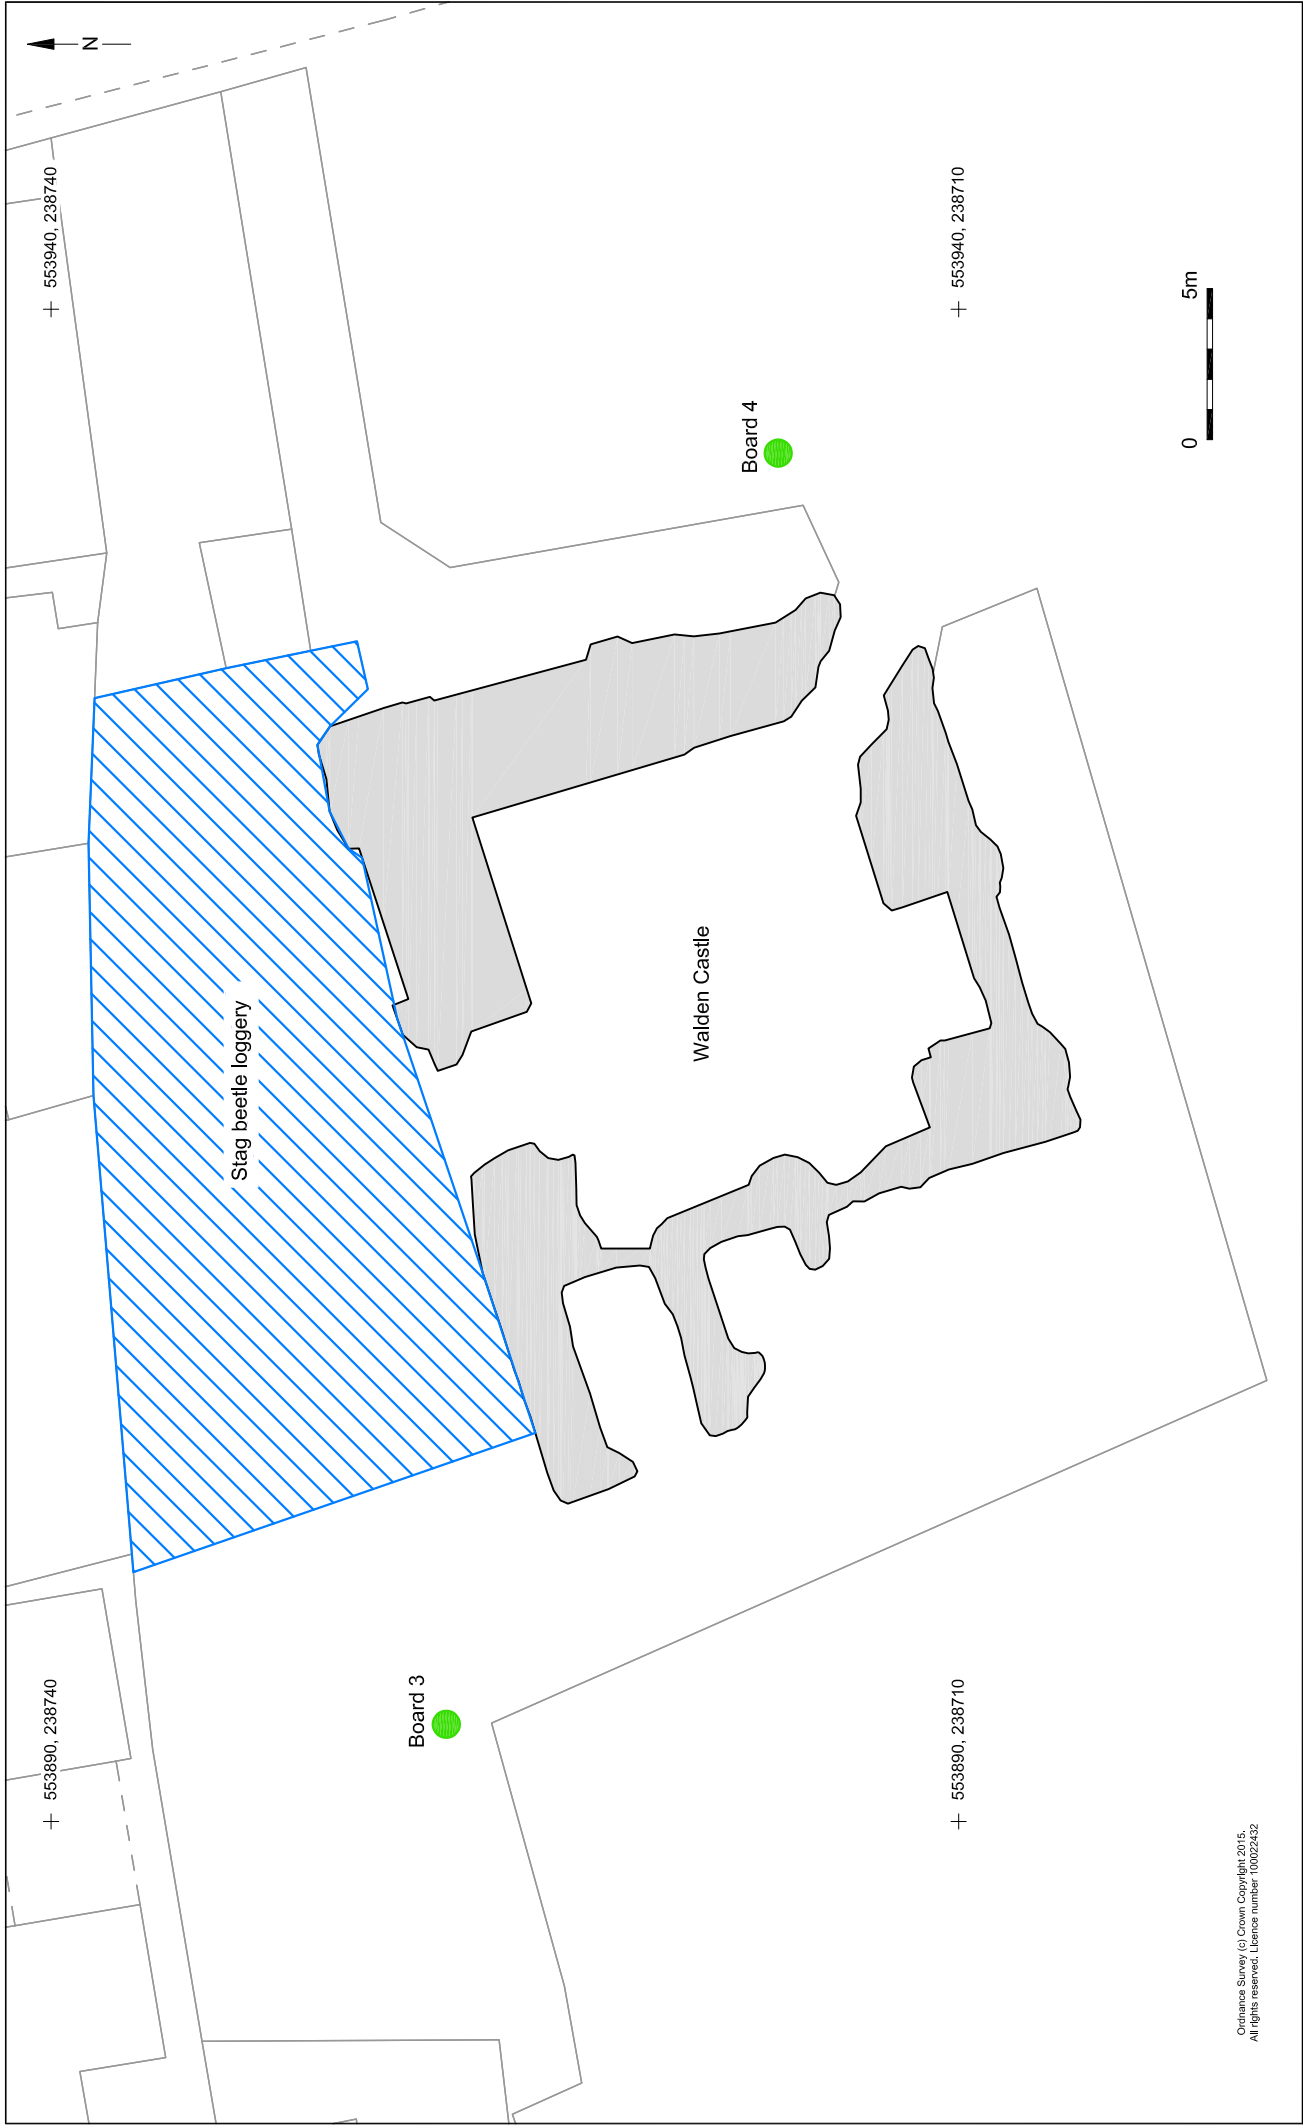 N
553890, 238740
553940, 238740
Stag beetle loggery
Board 3
Walden Castle
Board 4
553890, 238710
553940, 238710
0
5m
Ordnance Survey (c) Crown Copyright 2015.
All rights reserved. Licence number 100022432